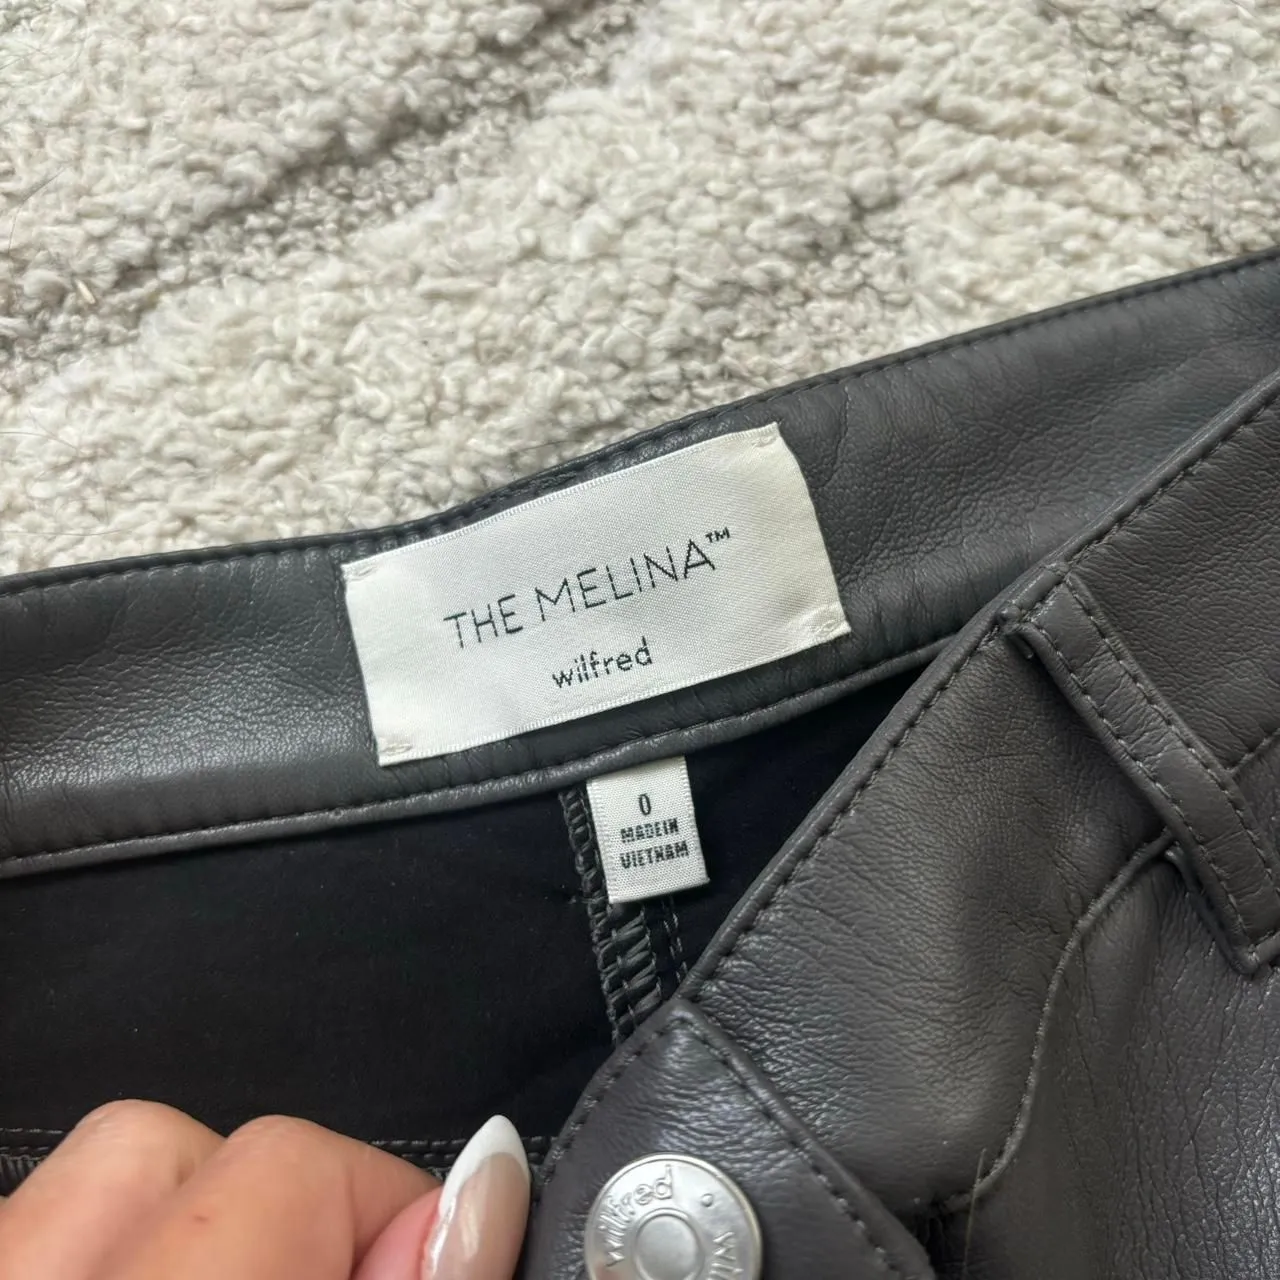 THE MELINA™
wilfred
0
MADE IN
VIETNAM
wilfred